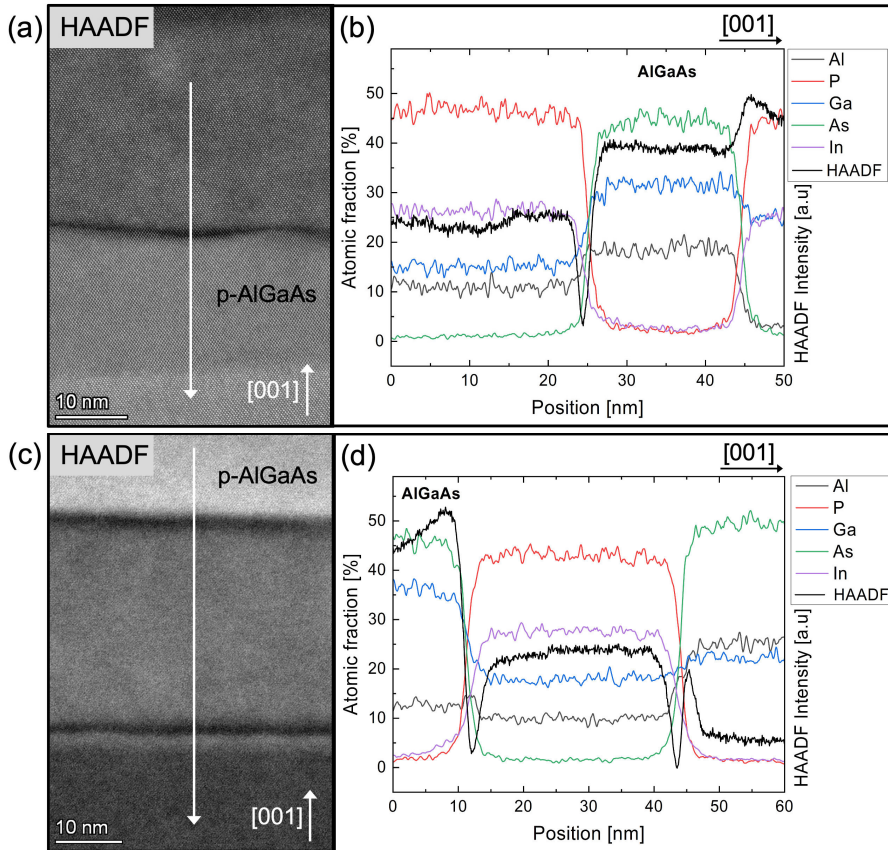 (a)
HAADF
p-AlGaAs
[001]
10 nm
(b)
[001]
AlGaAs
Al
P
Ga
As
In
HAADF
Atomic fraction [%]
50
40
30
20
10
0
0
10
20
30
40
50
Position [nm]
HAADF Intensity [a.u]
(c)
HAADF
p-AlGaAs
[001]
10 nm
(d)
[001]
AlGaAs
Al
P
Ga
As
In
HAADF
Atomic fraction [%]
50
40
30
20
10
0
0
10
20
30
40
50
60
Position [nm]
HAADF Intensity [a.u]